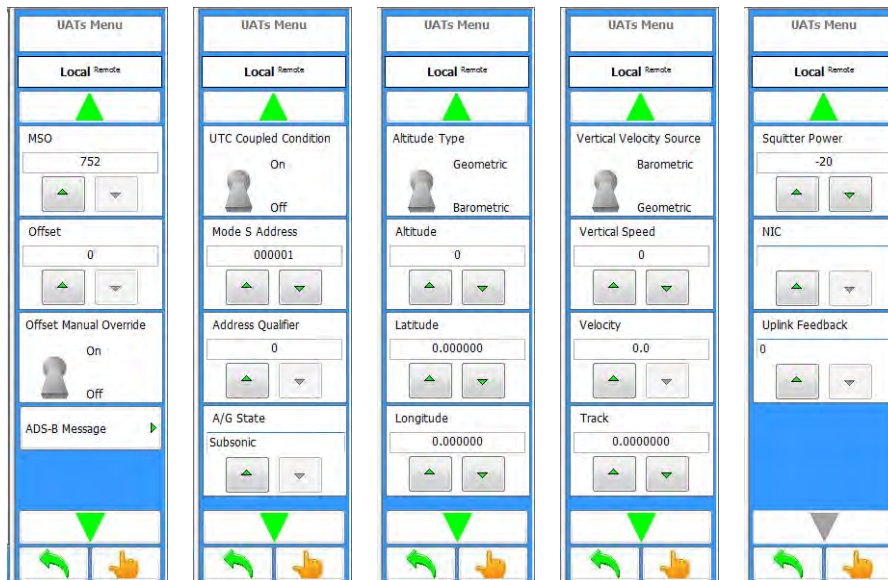 UATs Menu
Local Remote
MSO
752
Offset
0
Offset Manual Override
On
Off
ADS-B Message
UATs Menu
Local Remote
UTC Coupled Condition
On
Off
Mode S Address
000001
Address Qualifier
0
A/G State
Subsonic
UATs Menu
Local Remote
Altitude Type
Geometric
Barometric
Altitude
0
Latitude
0.000000
Longitude
0.000000
UATs Menu
Local Remote
Vertical Velocity Source
Barometric
Geometric
Vertical Speed
0
Velocity
0.0
Track
0.0000000
UATs Menu
Local Remote
Squitter Power
-20
NIC
Uplink Feedback
0